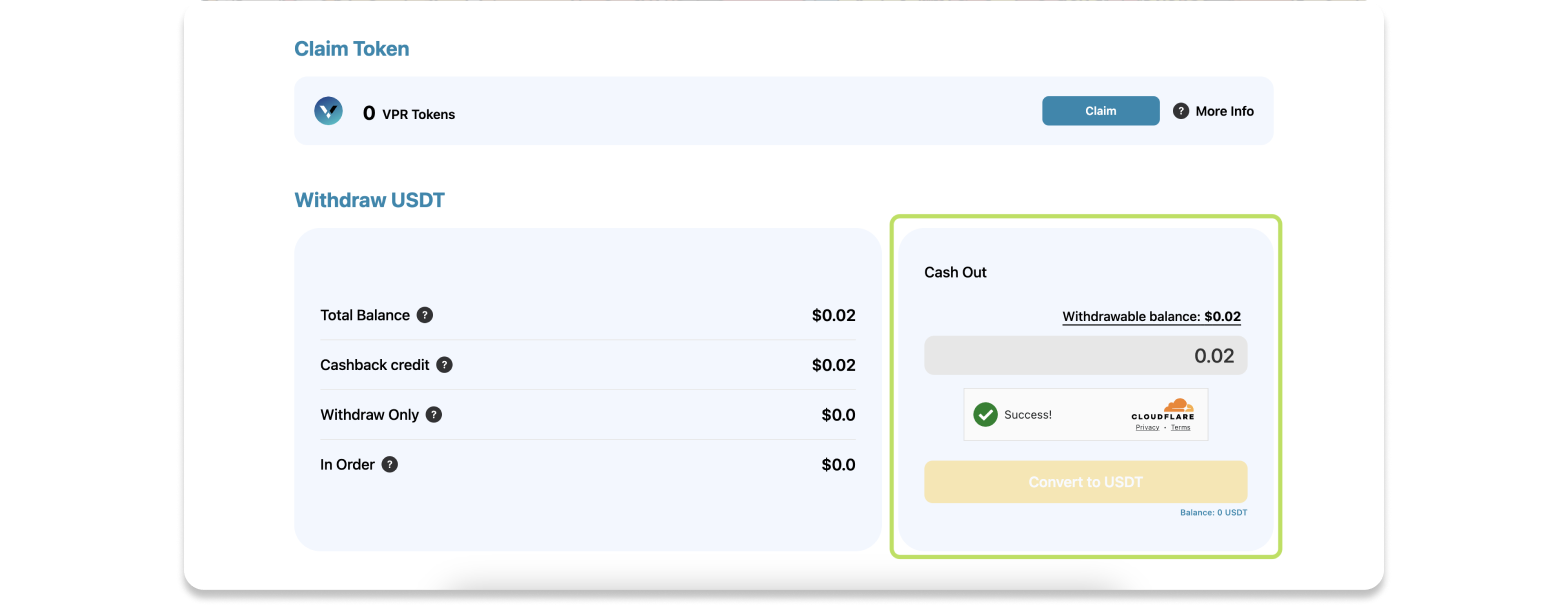 Claim Token
0 VPR Tokens
Claim
? More Info
Withdraw USDT
Total Balance ?
$0.02
Cashback credit ?
$0.02
Withdraw Only ?
$0.0
In Order ?
$0.0
Cash Out
Withdrawable balance: $0.02
0.02
Success!
CLOUDFLARE
Privacy • Terms
Convert to USDT
Balance: 0 USDT